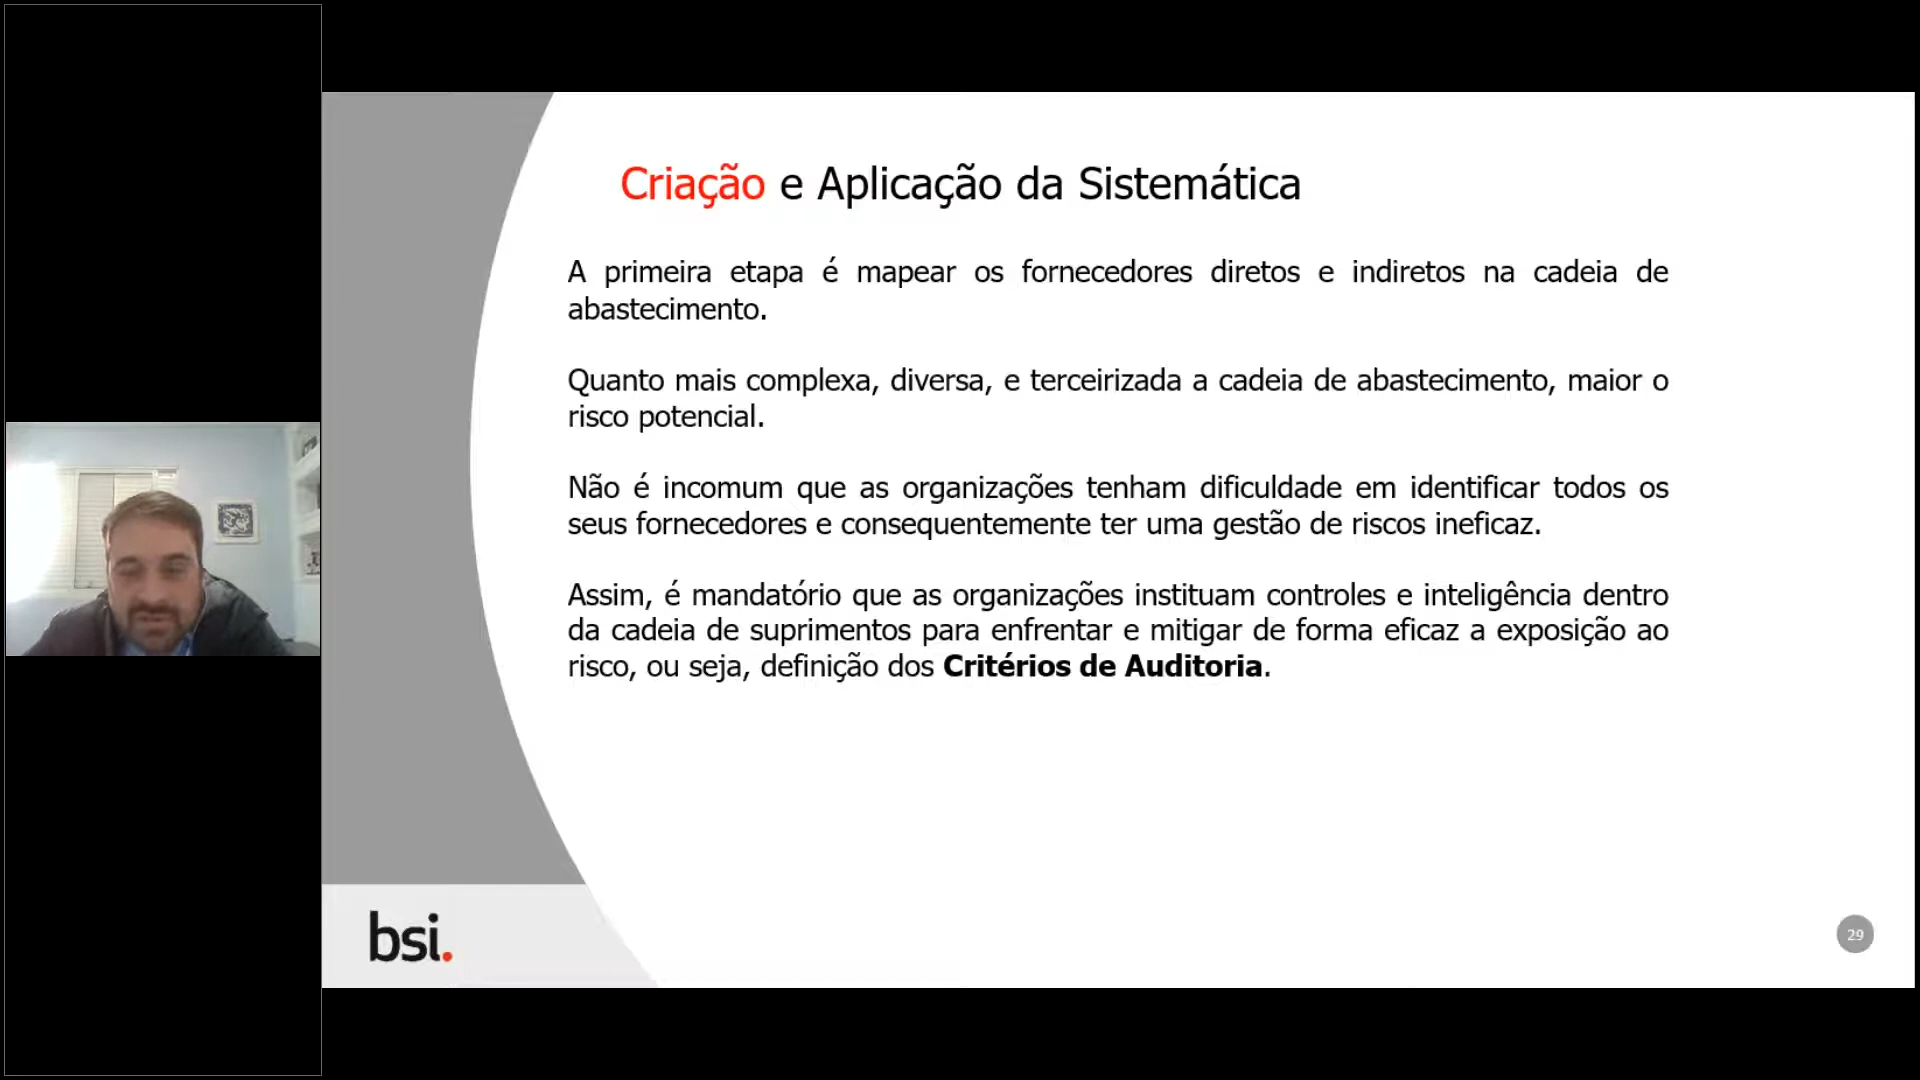 Criação e Aplicação da Sistemática
A primeira etapa é mapear os fornecedores diretos e indiretos na cadeia de
abastecimento.
Quanto mais complexa, diversa, e terceirizada a cadeia de abastecimento, maior o
risco potencial.
Não é incomum que as organizações tenham dificuldade em identificar todos os
seus fornecedores e consequentemente ter uma gestão de riscos ineficaz.
Assim, é mandatório que as organizações instituam controles e inteligência dentro
da cadeia de suprimentos para enfrentar e mitigar de forma eficaz a exposição ao
risco, ou seja, definição dos Critérios de Auditoria.
bsi.
29